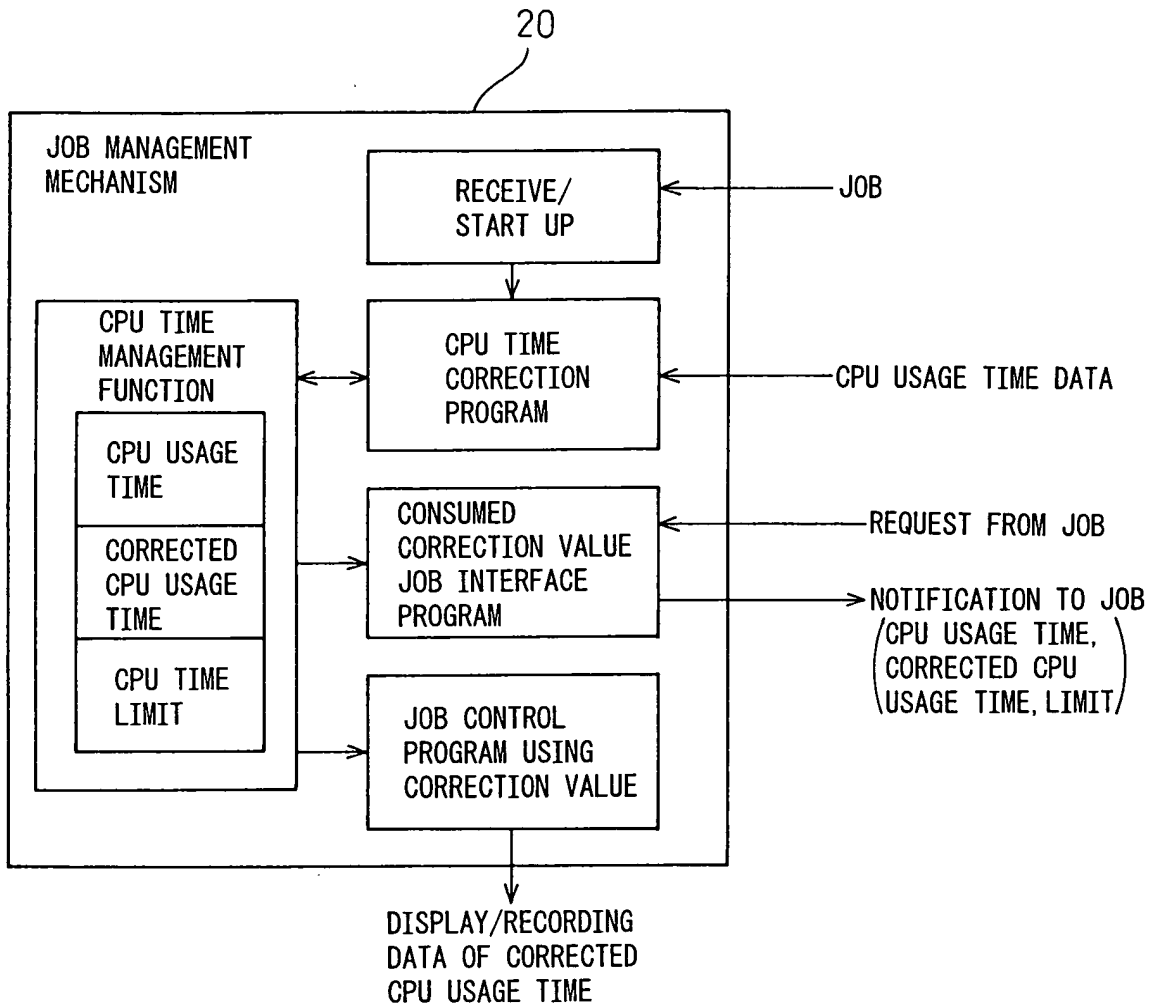 20
JOB MANAGEMENT
MECHANISM
RECEIVE/
START UP
JOB
CPU TIME
MANAGEMENT
FUNCTION
CPU USAGE
TIME
CORRECTED
CPU USAGE
TIME
CPU TIME
LIMIT
CPU TIME
CORRECTION
PROGRAM
CPU USAGE TIME DATA
CONSUMED
CORRECTION VALUE
JOB INTERFACE
PROGRAM
REQUEST FROM JOB
NOTIFICATION TO JOB
(CPU USAGE TIME,
CORRECTED CPU
USAGE TIME, LIMIT)
JOB CONTROL
PROGRAM USING
CORRECTION VALUE
DISPLAY/RECORDING
DATA OF CORRECTED
CPU USAGE TIME